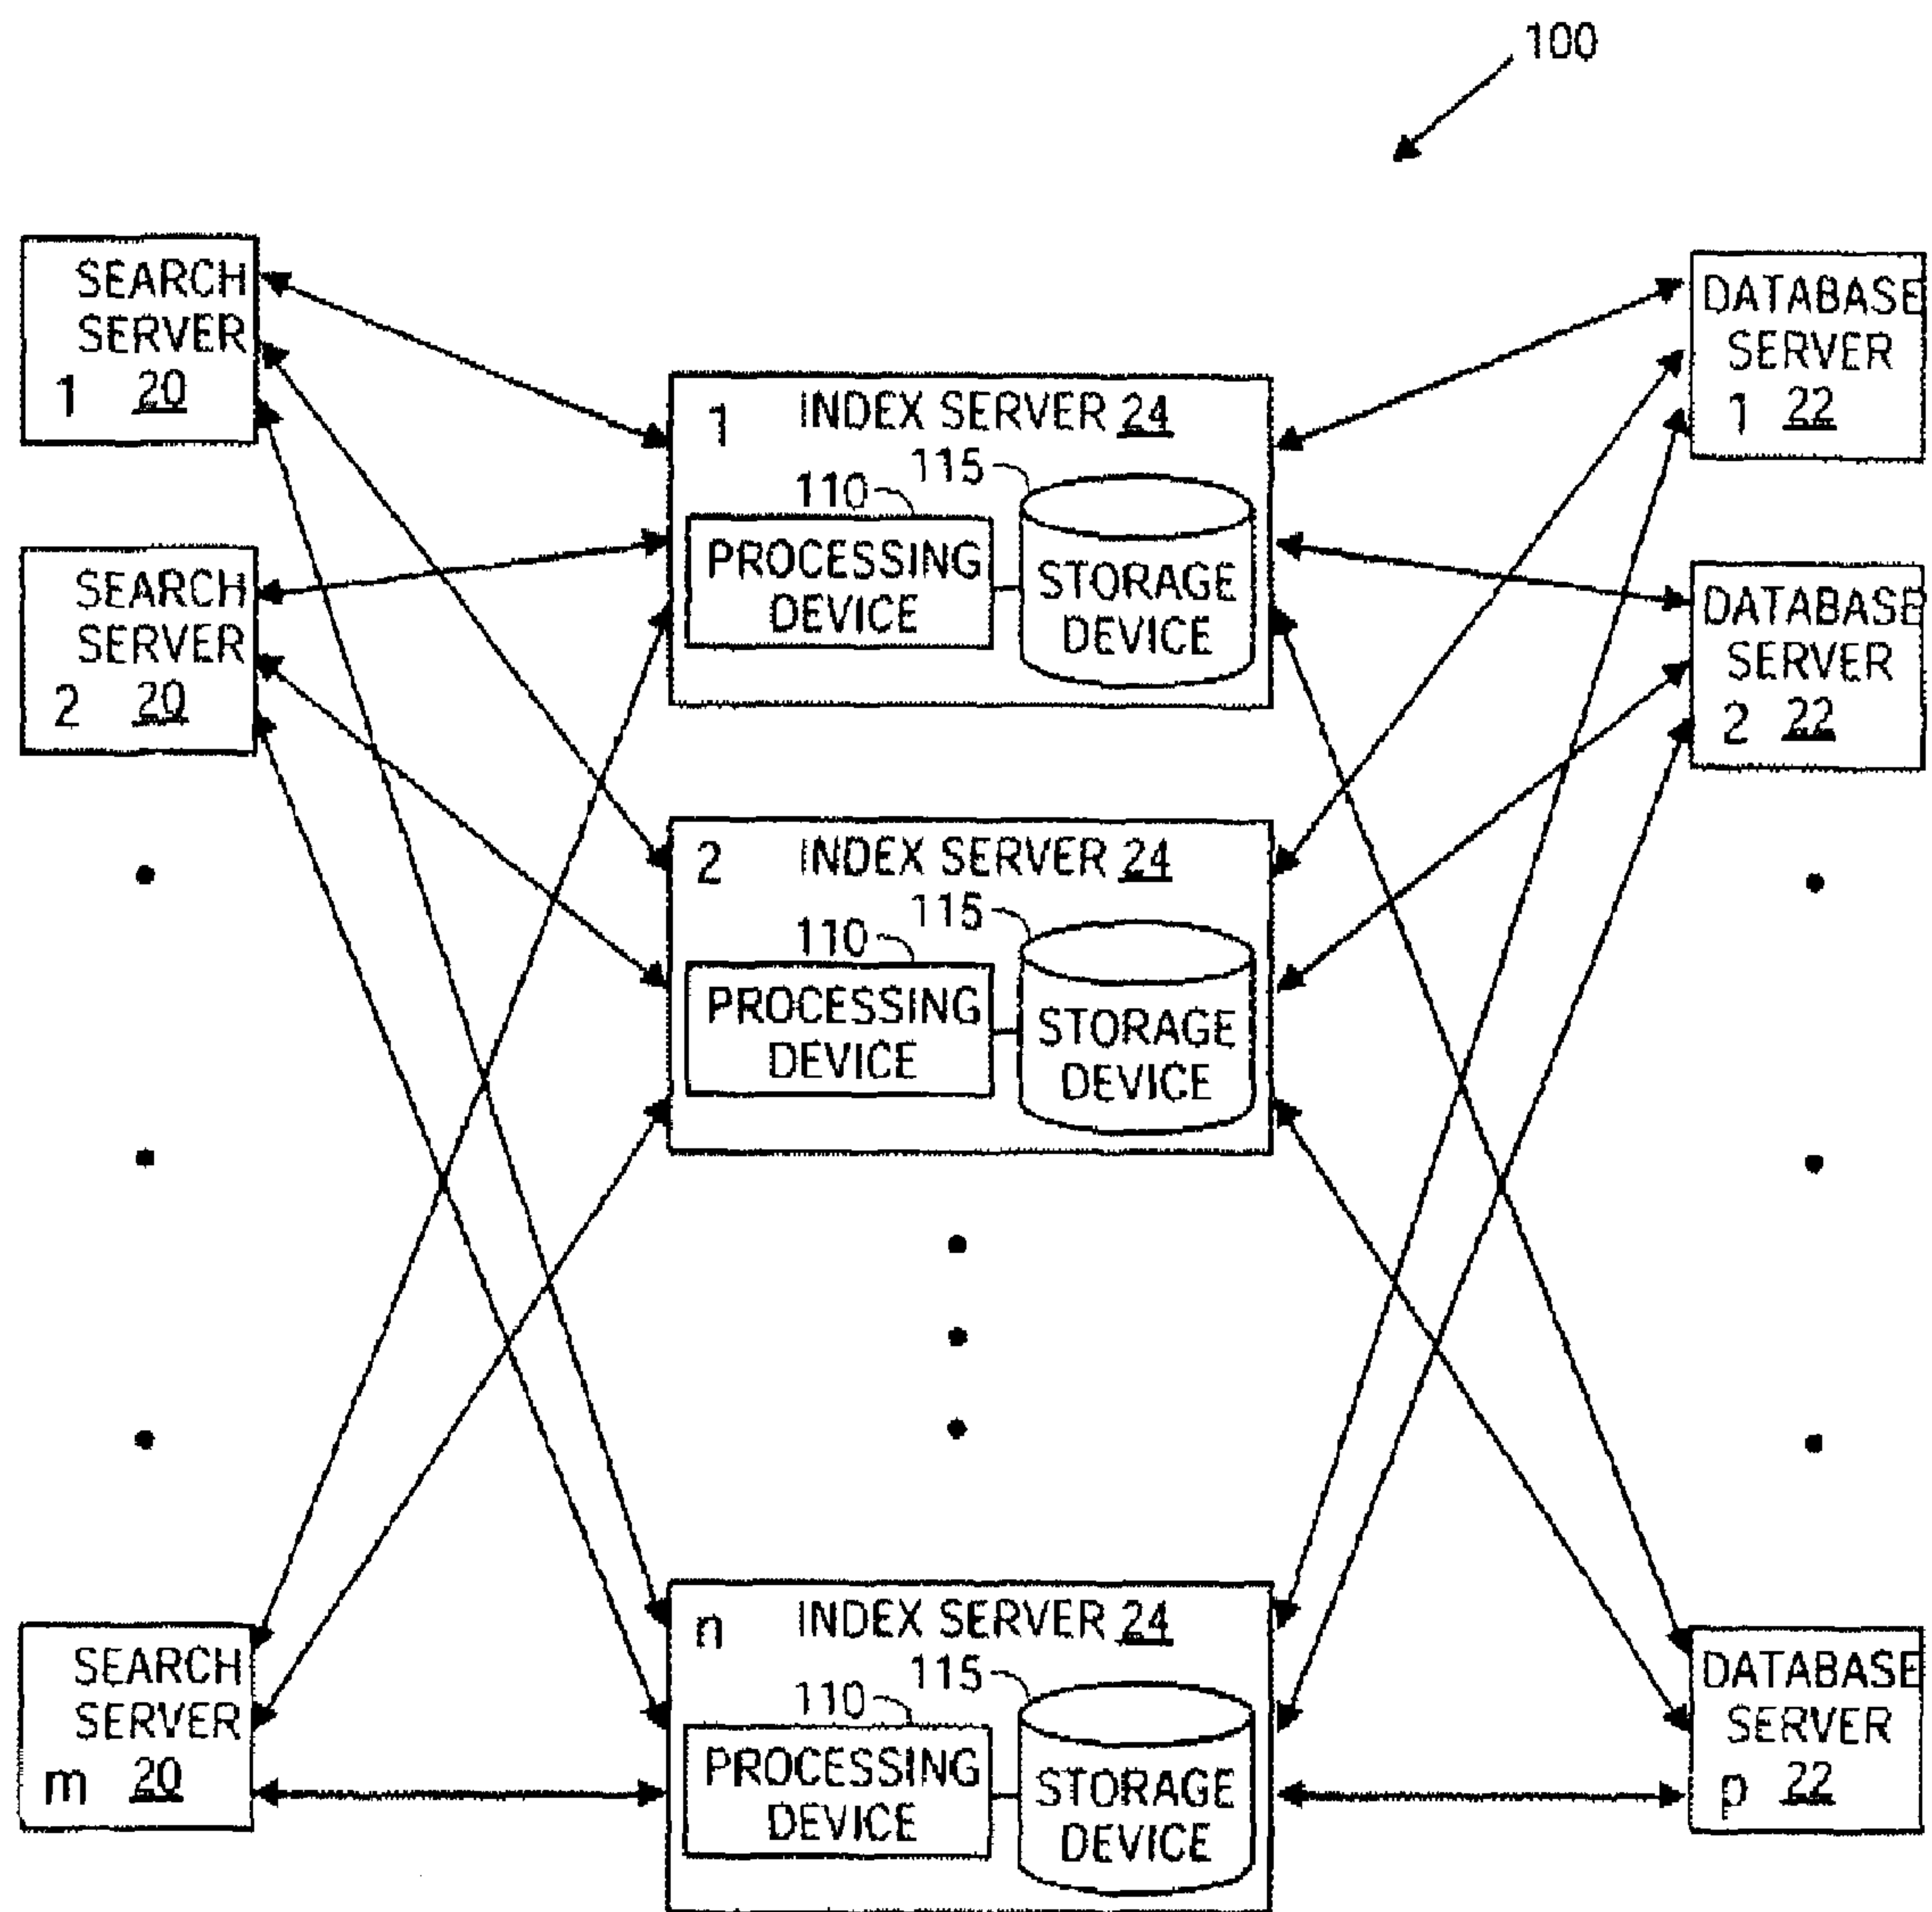 100
SEARCH
SERVER
1 20
SEARCH
SERVER
2 20
SEARCH
SERVER
m 20
1 INDEX SERVER 24
110 115
PROCESSING
DEVICE
STORAGE
DEVICE
2 INDEX SERVER 24
110 115
PROCESSING
DEVICE
STORAGE
DEVICE
n INDEX SERVER 24
110 115
PROCESSING
DEVICE
STORAGE
DEVICE
DATABASE
SERVER
1 22
DATABASE
SERVER
2 22
DATABASE
SERVER
p 22